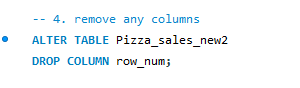 -- 4. remove any columns
ALTER TABLE Pizza_sales_new2
DROP COLUMN row_num;